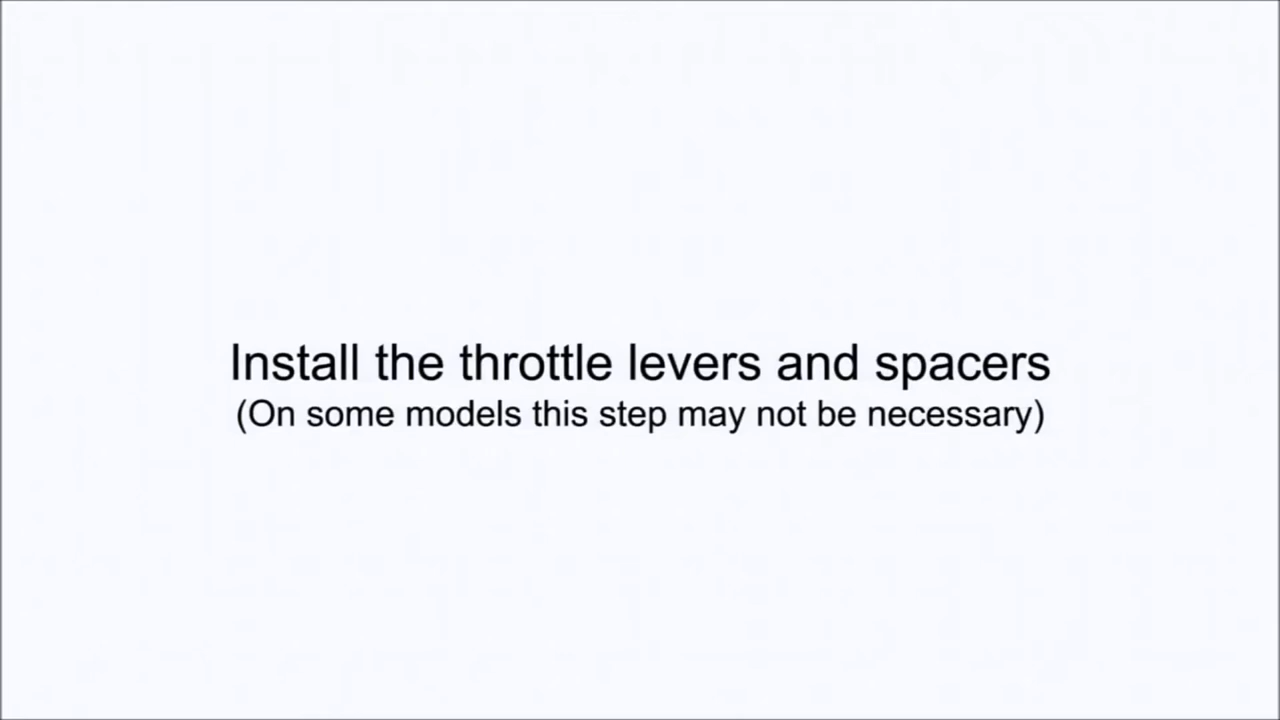 Install the throttle levers and spacers
(On some models this step may not be necessary)